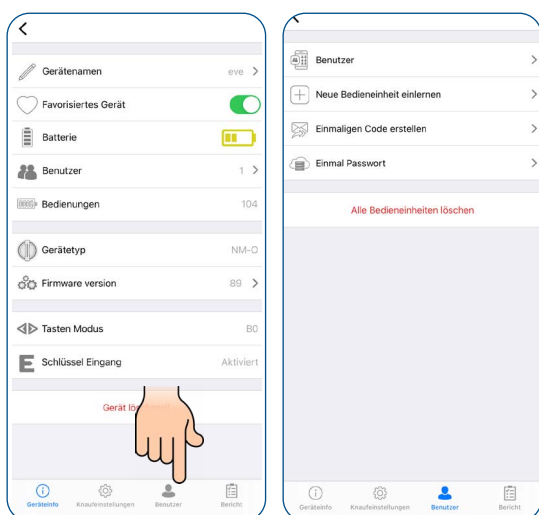 Gerätenamen eve
Favorisiertes Gerät
Batterie
Benutzer 1
Bedienungen 104
Gerätetyp NM-O
Firmware version 89
Tasten Modus B0
E Schlüssel Eingang Aktiviert
Gerät lö
Geräteinfo Knaufeinstellungen Benutzer Bericht
Benutzer
Neue Bedieneinheit einlernen
Einmaligen Code erstellen
Einmal Passwort
Alle Bedieneinheiten löschen
Geräteinfo Knaufeinstellungen Benutzer Bericht